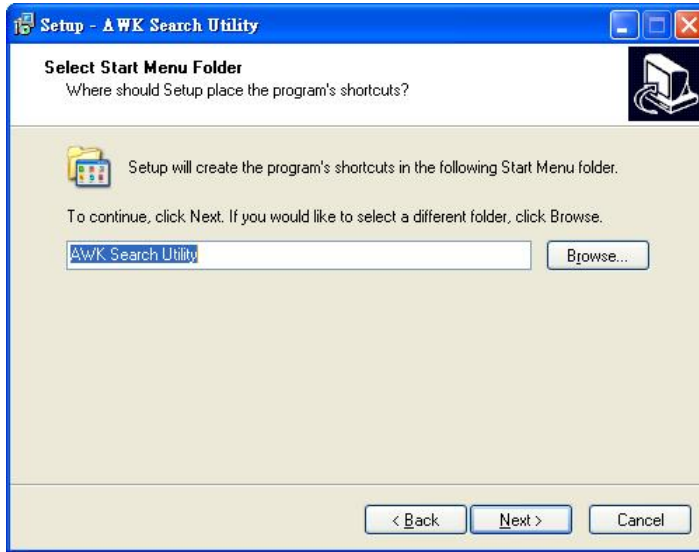 Setup - AWK Search Utility
Select Start Menu Folder
Where should Setup place the program's shortcuts?
Setup will create the program's shortcuts in the following Start Menu folder.
To continue, click Next. If you would like to select a different folder, click Browse.
AWK Search Utility
Browse...
< Back
Next >
Cancel